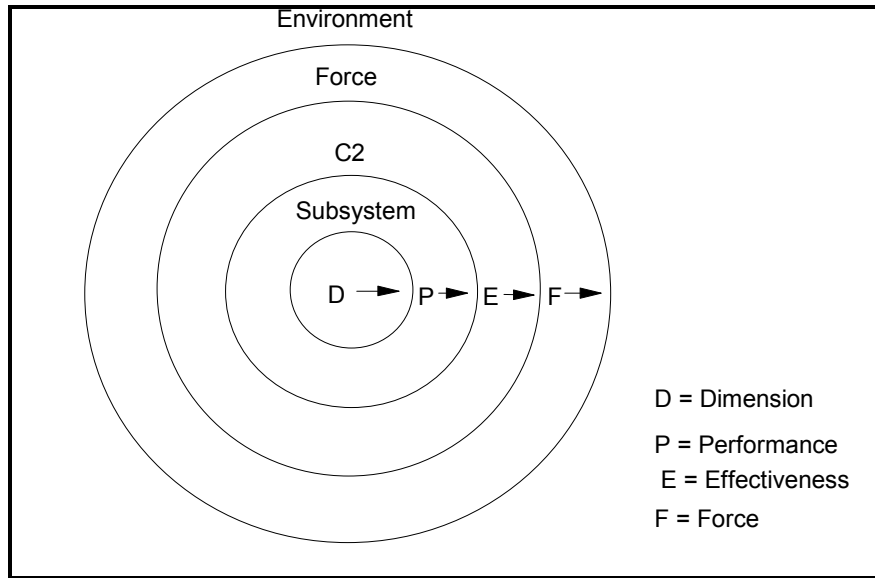 Environment
Force
C2
Subsystem
D P E F
D = Dimension
P = Performance
E = Effectiveness
F = Force